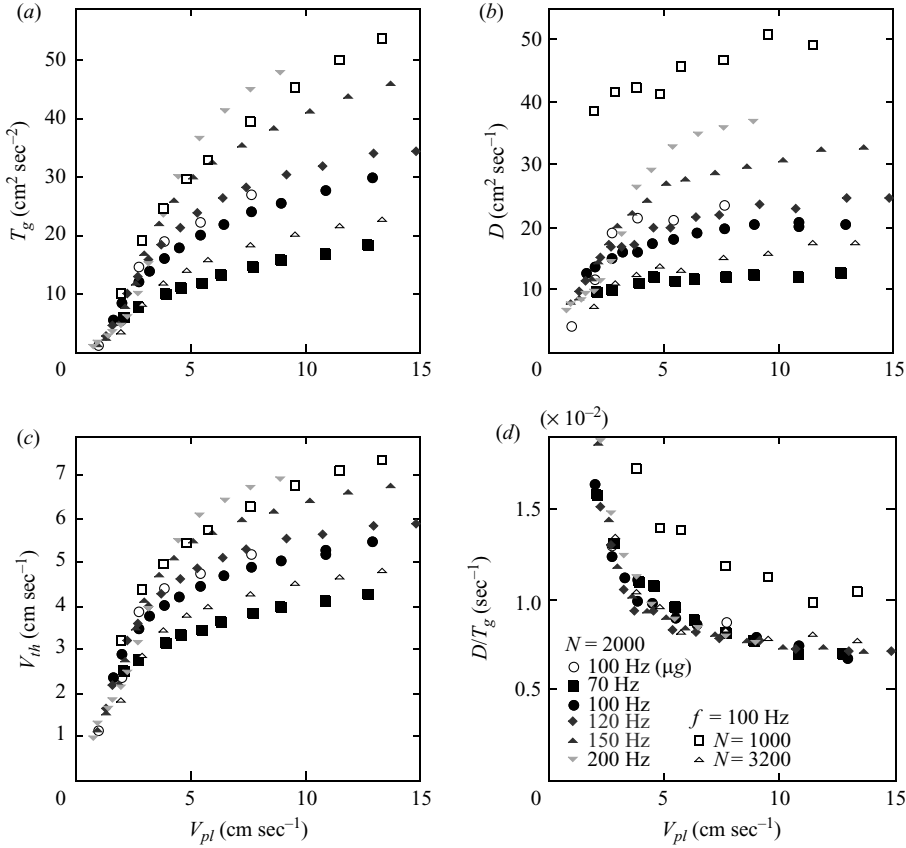 (a)
50
40
30
20
10
0
5
10
15
T_g (cm² sec⁻²)
(b)
50
40
30
20
10
0
5
10
15
D (cm² sec⁻¹)
(c)
7
6
5
4
3
2
1
0
5
10
15
V_th (cm sec⁻¹)
V_pl (cm sec⁻¹)
(d)
(× 10⁻²)
1.5
1.0
0.5
0
5
10
15
D/T_g (sec⁻¹)
V_pl (cm sec⁻¹)
N = 2000
100 Hz (μg)
70 Hz
100 Hz
120 Hz
150 Hz
200 Hz
f = 100 Hz
N = 1000
N = 3200